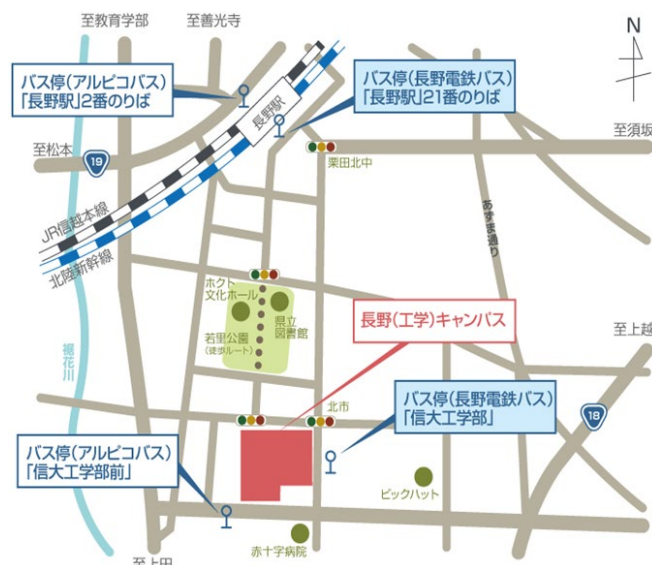 至教育学部
至善光寺
N
バス停(アルピコバス)
「長野駅」2番のりば
バス停(長野電鉄バス)
「長野駅」21番のりば
長野駅
至須坂
至松本
19
栗田北中
JR信越本線
北陸新幹線
あずま通り
ホクト
文化ホール
県立
図書館
若里公園
(徒歩ルート)
長野(工学)キャンパス
至上越
裾花川
北市
バス停(長野電鉄バス)
「信大工学部」
18
バス停(アルピコバス)
「信大工学部前」
ビックハット
赤十字病院
至上田